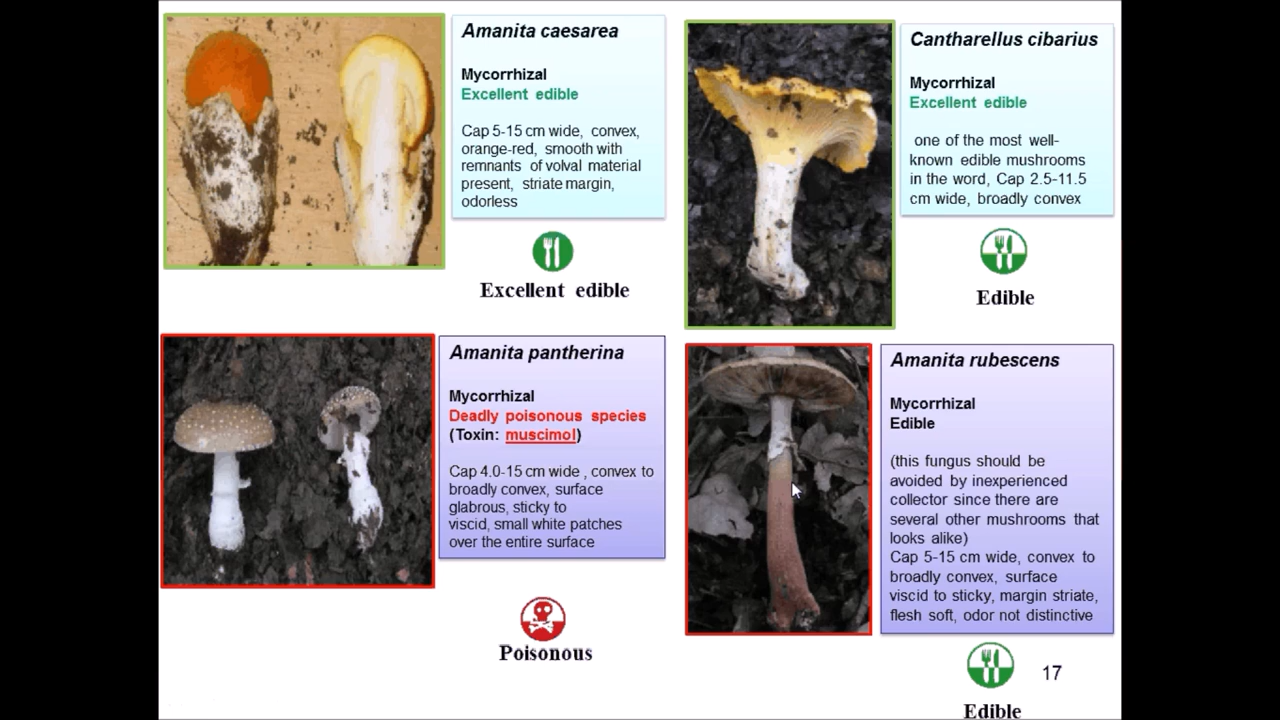 Amanita caesarea
Mycorrhizal
Excellent edible
Cap 5-15 cm wide, convex,
orange-red, smooth with
remnants of volval material
present, striate margin,
odorless
Excellent edible
Cantharellus cibarius
Mycorrhizal
Excellent edible
one of the most well-
known edible mushrooms
in the word, Cap 2.5-11.5
cm wide, broadly convex
Edible
Amanita pantherina
Mycorrhizal
Deadly poisonous species
(Toxin: muscimol)
Cap 4.0-15 cm wide , convex to
broadly convex, surface
glabrous, sticky to
viscid, small white patches
over the entire surface
Poisonous
Amanita rubescens
Mycorrhizal
Edible
(this fungus should be
avoided by inexperienced
collector since there are
several other mushrooms that
looks alike)
Cap 5-15 cm wide, convex to
broadly convex, surface
viscid to sticky, margin striate,
flesh soft, odor not distinctive
Edible
17